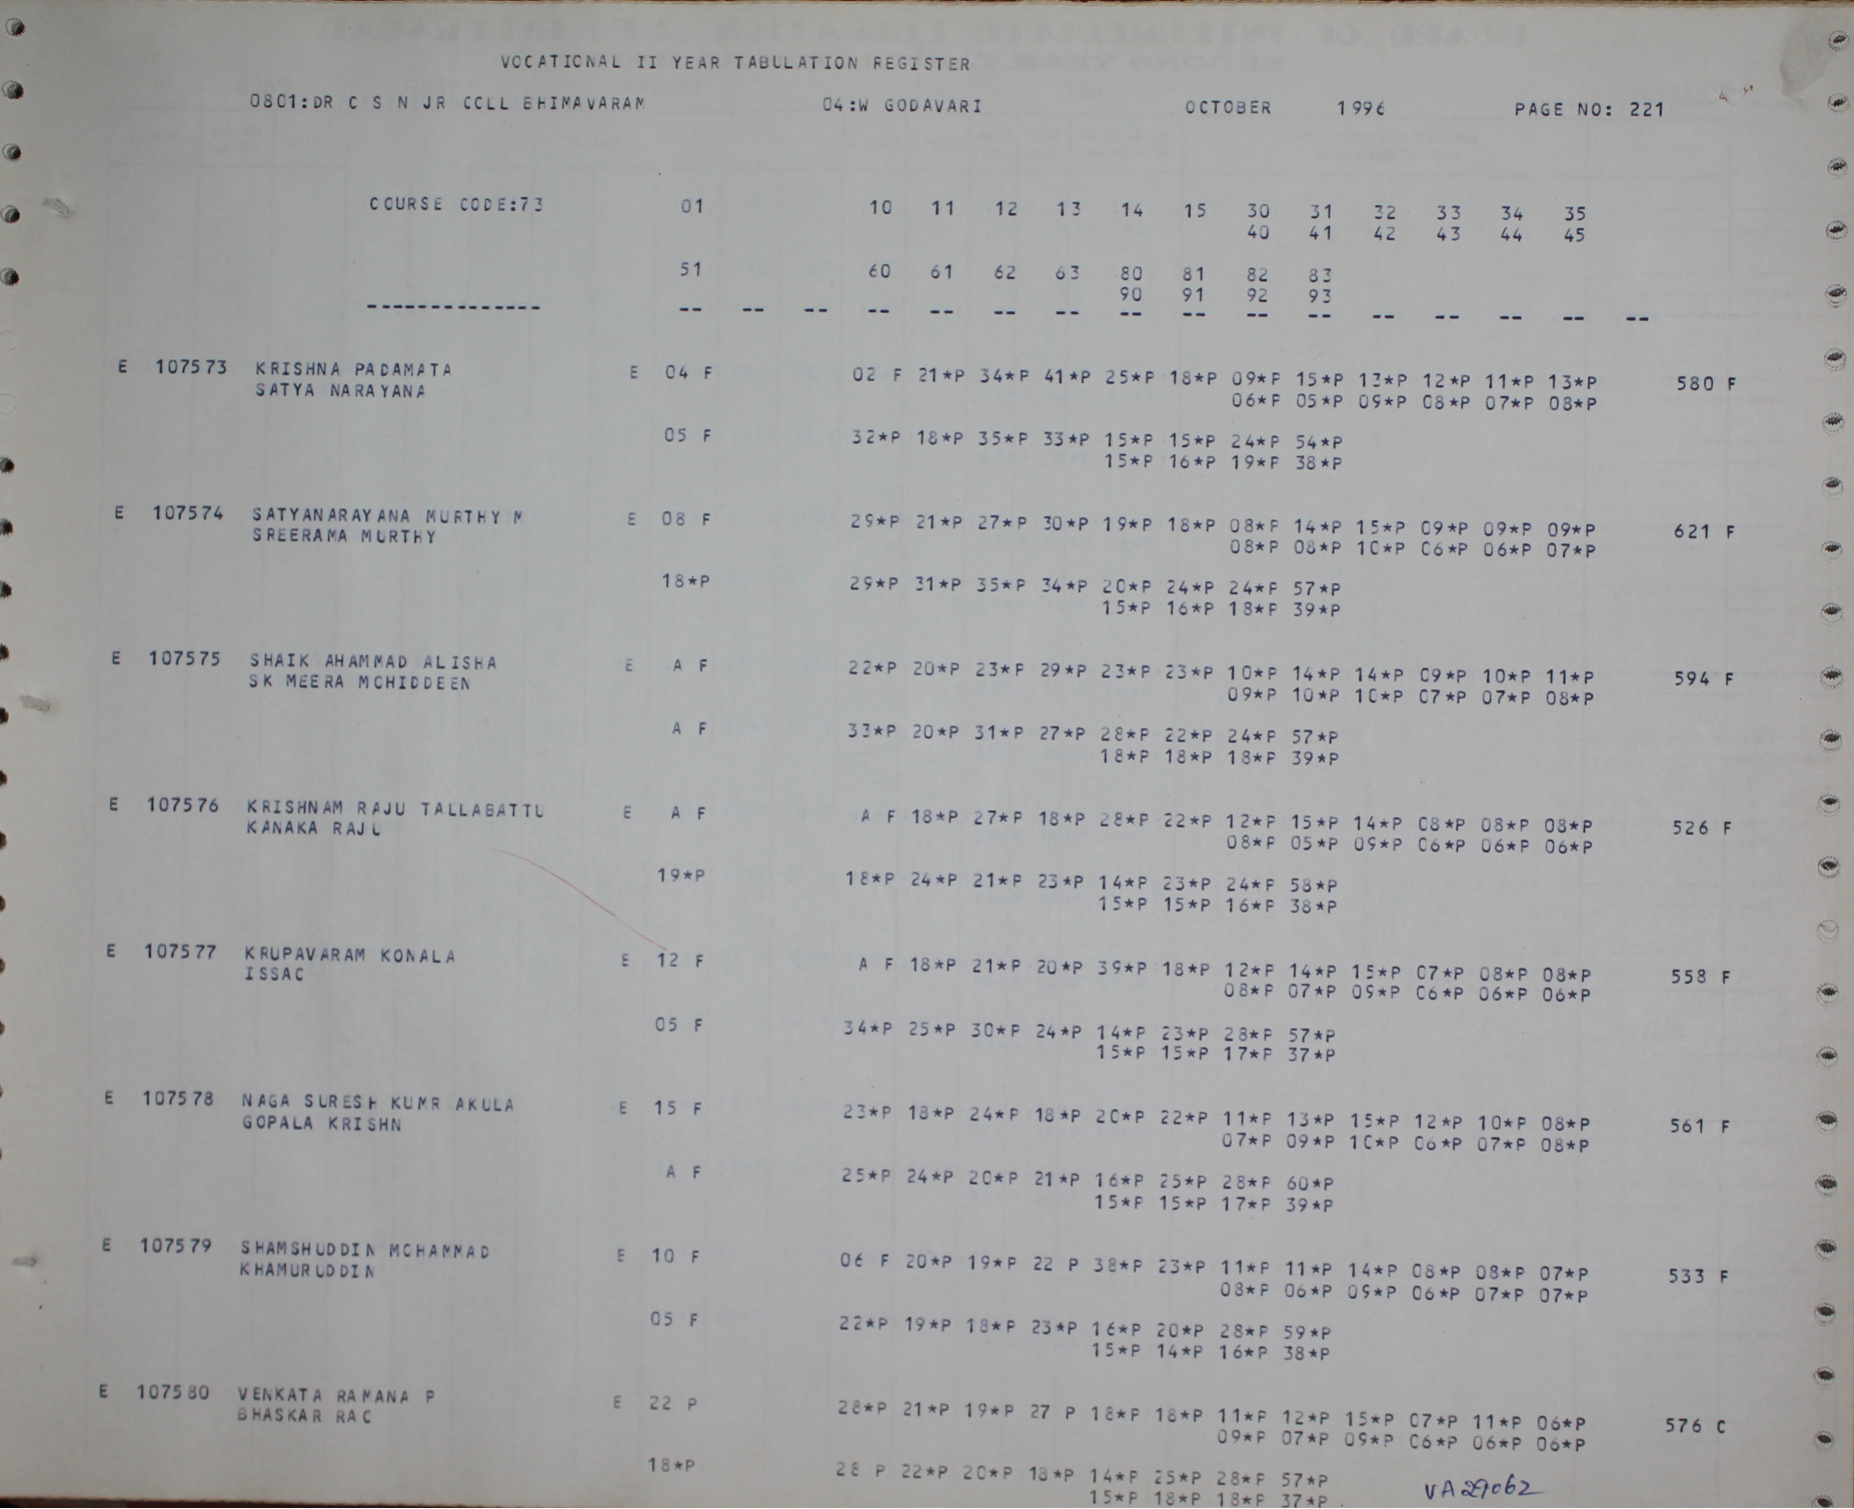 VOCATIONAL II YEAR TABULATION REGISTER
0801:DR C S N JR COLL BHIMAVARAM 04:W GODAVARI OCTOBER 1996 PAGE NO: 221
COURSE CODE:73 01 10 11 12 13 14 15 30 31 32 33 34 35
40 41 42 43 44 45
51 60 61 62 63 80 81 82 83
90 91 92 93
-------------- -- -- -- -- -- -- -- -- -- -- -- -- -- -- -- --
E 107573 KRISHNA PADAMATA E 04 F 02 F 21*P 34*P 41*P 25*P 18*P 09*P 15*P 13*P 12*P 11*P 13*P 580 F
SATYA NARAYANA 06*P 05*P 09*P 08*P 07*P 08*P
05 F 32*P 18*P 35*P 33*P 15*P 15*P 24*P 54*P
15*P 16*P 19*P 38*P
E 107574 SATYANARAYANA MURTHY M E 08 F 29*P 21*P 27*P 30*P 19*P 18*P 08*P 14*P 15*P 09*P 09*P 09*P 621 F
SREERAMA MURTHY 08*P 08*P 10*P 06*P 06*P 07*P
18*P 29*P 31*P 35*P 34*P 20*P 24*P 24*P 57*P
15*P 16*P 18*P 39*P
E 107575 SHAIK AHAMMAD ALISHA E A F 22*P 20*P 23*P 29*P 23*P 23*P 10*P 14*P 14*P 09*P 10*P 11*P 594 F
SK MEERA MOHIDDEEN 09*P 10*P 10*P 07*P 07*P 08*P
A F 33*P 20*P 31*P 27*P 28*P 22*P 24*P 57*P
18*P 18*P 18*P 39*P
E 107576 KRISHNAM RAJU TALLABATTU E A F A F 18*P 27*P 18*P 28*P 22*P 12*P 15*P 14*P 08*P 08*P 08*P 526 F
KANAKA RAJU 08*P 05*P 09*P 06*P 06*P 06*P
19*P 18*P 24*P 21*P 23*P 14*P 23*P 24*P 58*P
15*P 15*P 16*P 38*P
E 107577 KRUPAVARAM KONALA E 12 F A F 18*P 21*P 20*P 39*P 18*P 12*P 14*P 15*P 07*P 08*P 08*P 558 F
ISSAC 08*P 07*P 09*P 06*P 06*P 06*P
05 F 34*P 25*P 30*P 24*P 14*P 23*P 28*P 57*P
15*P 15*P 17*P 37*P
E 107578 NAGA SURESH KUMR AKULA E 15 F 23*P 18*P 24*P 18*P 20*P 22*P 11*P 13*P 15*P 12*P 10*P 08*P 561 F
GOPALA KRISHN 07*P 09*P 10*P 06*P 07*P 08*P
A F 25*P 24*P 20*P 21*P 16*P 25*P 28*P 60*P
15*P 15*P 17*P 39*P
E 107579 SHAMSHUDDIN MOHAMMAD E 10 F 06 F 20*P 19*P 22 P 38*P 23*P 11*P 11*P 14*P 08*P 08*P 07*P 533 F
KHAMURUDDIN 08*P 06*P 09*P 06*P 07*P 07*P
05 F 22*P 19*P 18*P 23*P 16*P 20*P 28*P 59*P
15*P 14*P 16*P 38*P
E 107580 VENKATA RAMANA P E 22 P 28*P 21*P 19*P 27 P 18*P 18*P 11*P 12*P 15*P 07*P 11*P 06*P 576 C
BHASKAR RAO 09*P 07*P 09*P 06*P 06*P 06*P
18*P 28 P 22*P 20*P 18*P 14*P 25*P 28*P 57*P
15*P 18*P 18*P 37*P VA29062